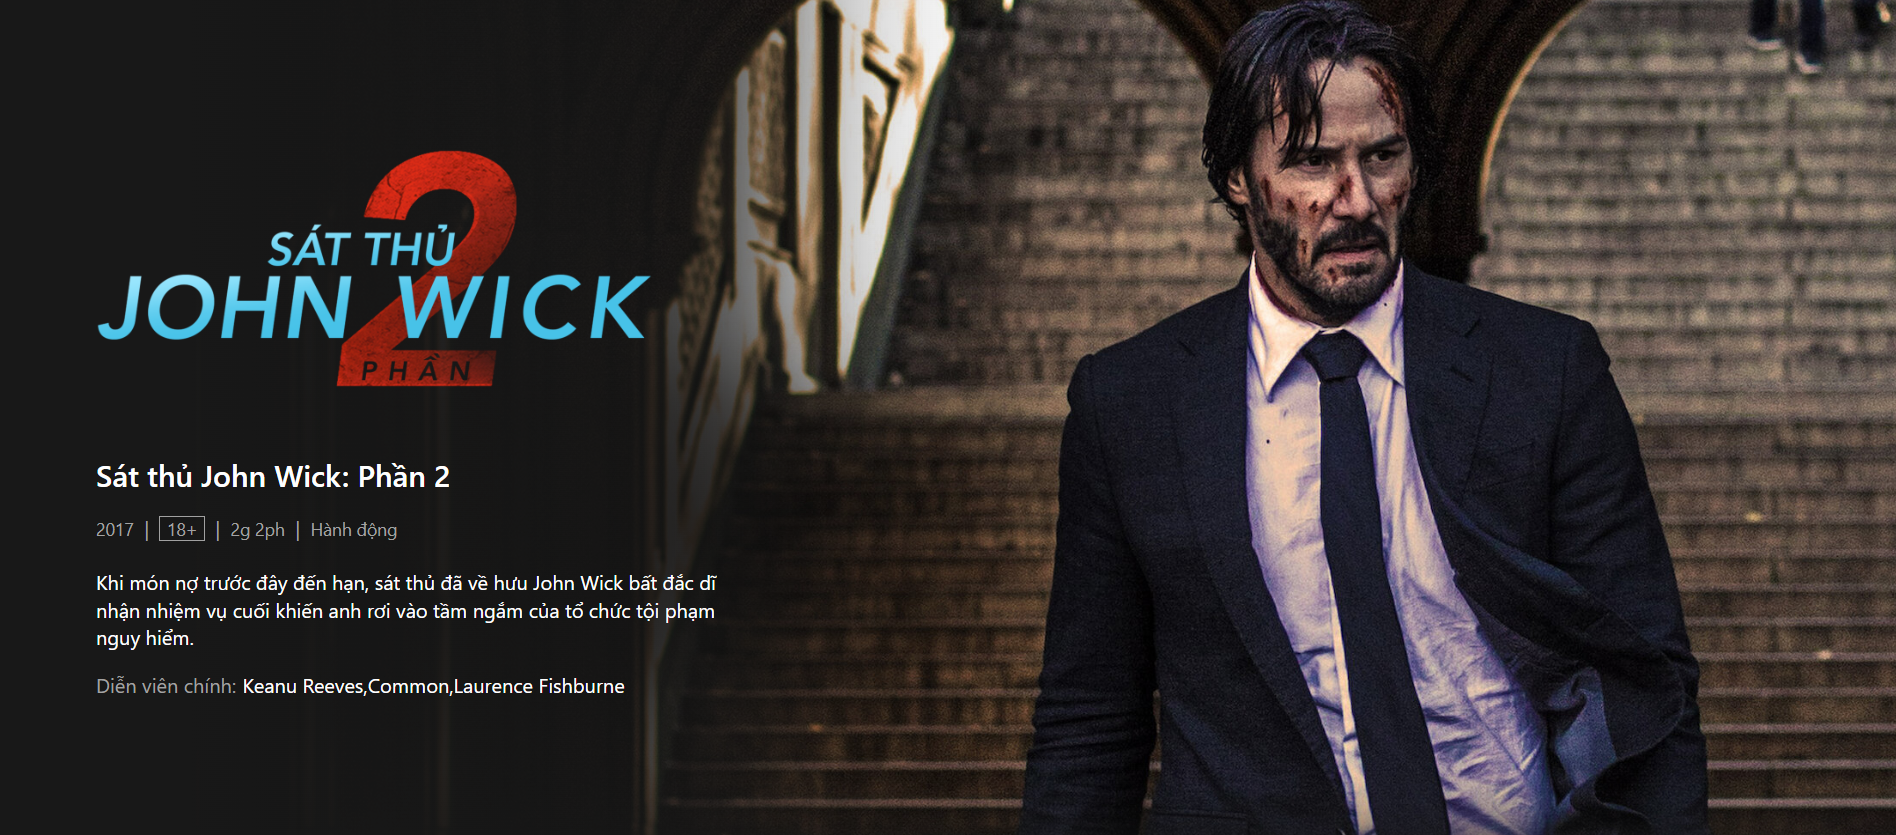 SÁT THỦ
JOHN WICK
2
PHẦN
Sát thủ John Wick: Phần 2
2017 | 18+ | 2g 2ph | Hành động
Khi món nợ trước đây đến hạn, sát thủ đã về hưu John Wick bất đắc dĩ
nhận nhiệm vụ cuối khiến anh rơi vào tầm ngắm của tổ chức tội phạm
nguy hiểm.
Diễn viên chính: Keanu Reeves,Common,Laurence Fishburne